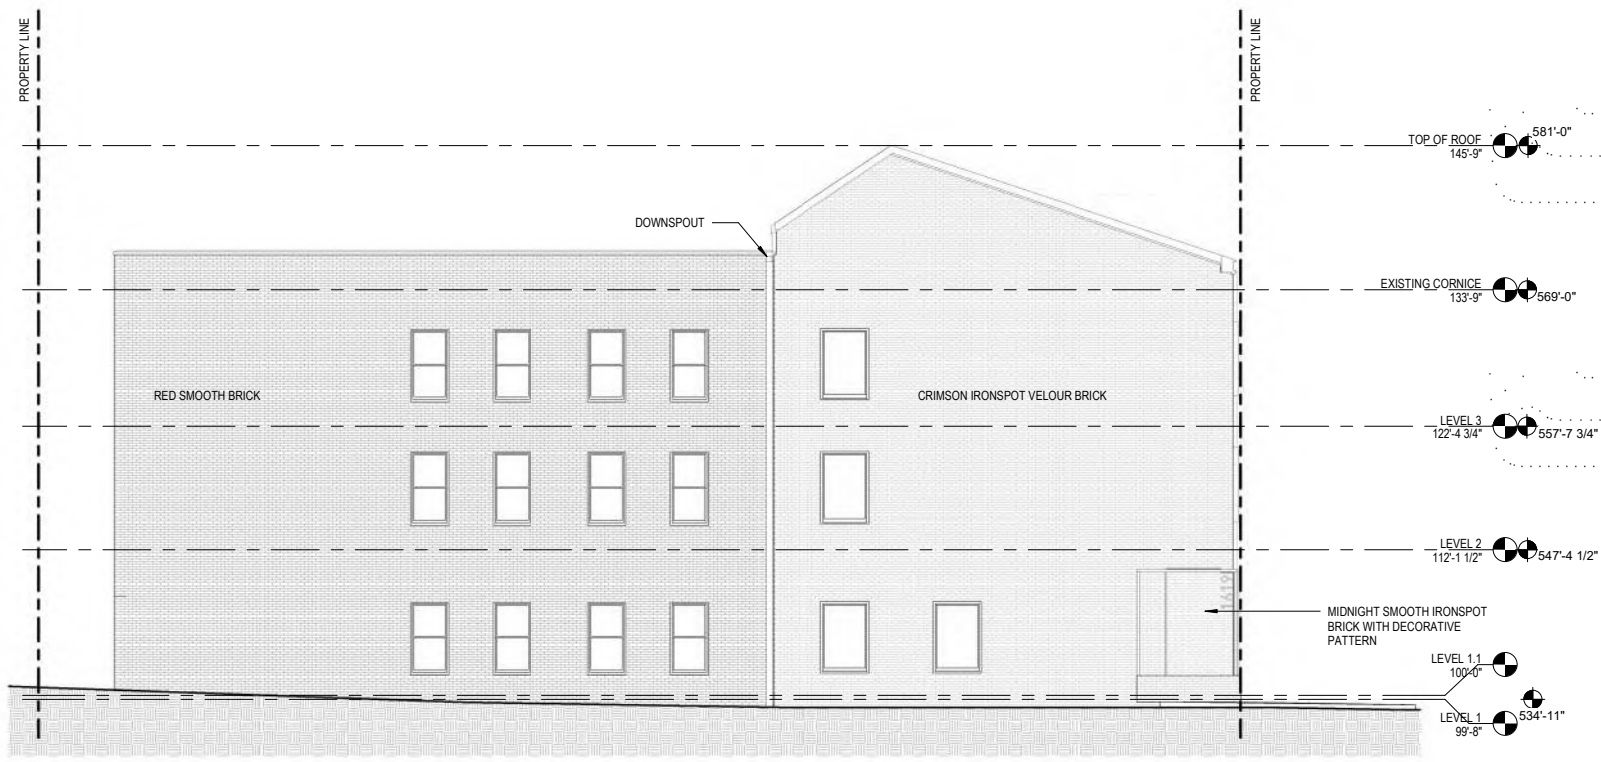 PROPERTY LINE
PROPERTY LINE
TOP OF ROOF
145'-9"
581'-0"
DOWNSPOUT
EXISTING CORNICE
133'-9"
569'-0"
RED SMOOTH BRICK
CRIMSON IRONSPOT VELOUR BRICK
LEVEL 3
122'-4 3/4"
557'-7 3/4"
LEVEL 2
112'-1 1/2"
547'-4 1/2"
1619
MIDNIGHT SMOOTH IRONSPOT
BRICK WITH DECORATIVE
PATTERN
LEVEL 1.1
100'-0"
534'-11"
LEVEL 1
99'-8"